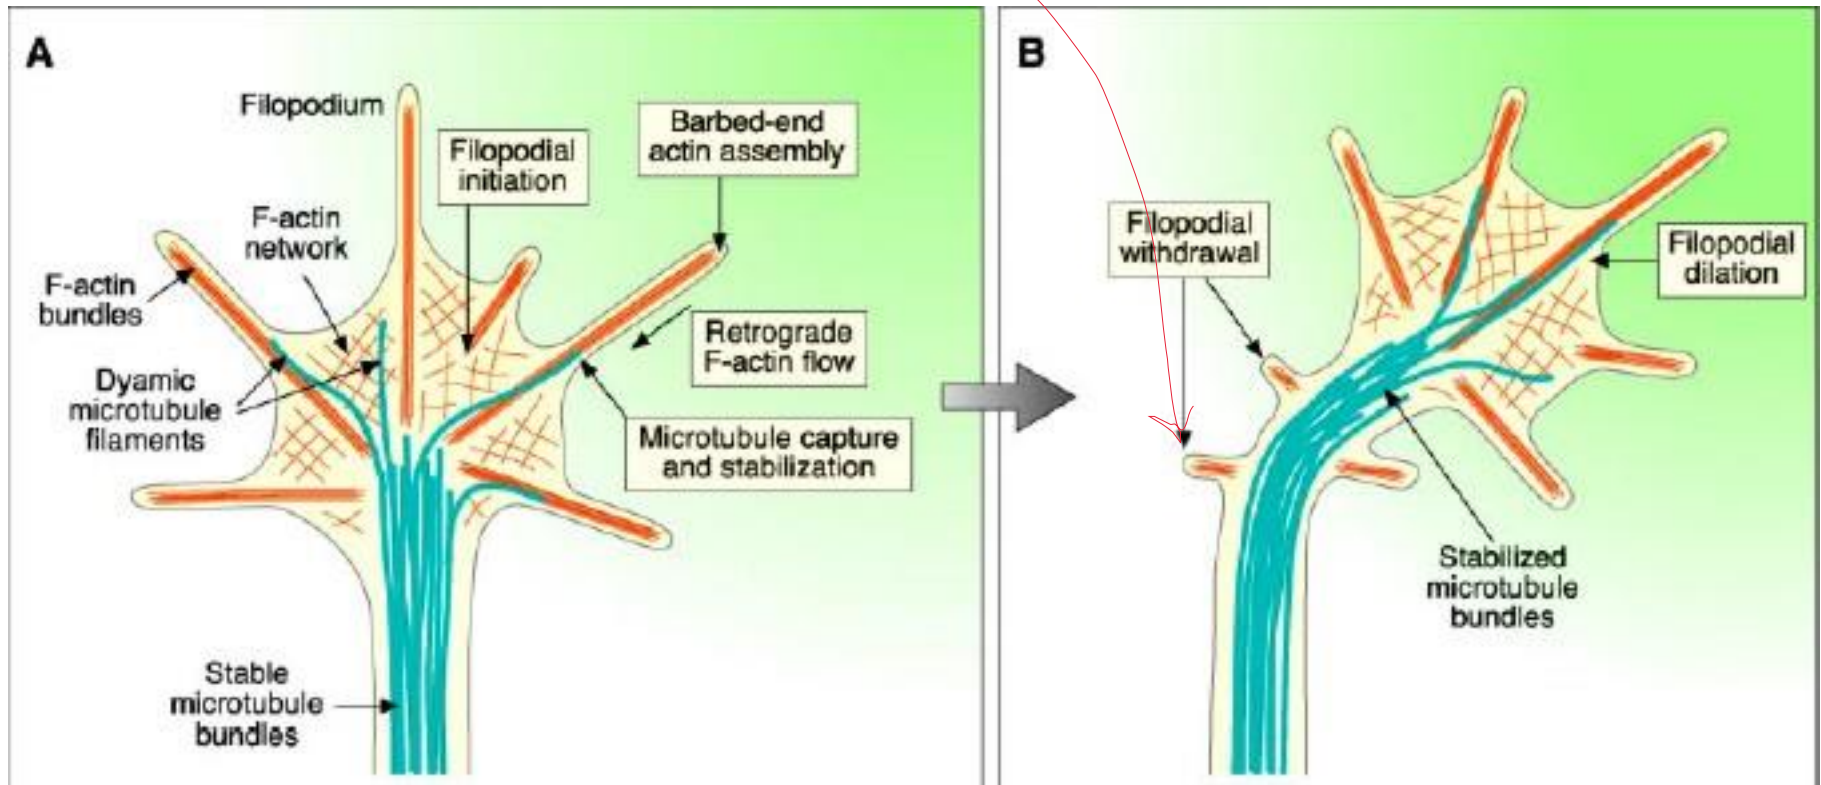 A
Filopodium
Filopodial
initiation
Barbed-end
actin assembly
F-actin
network
F-actin
bundles
Retrograde
F-actin flow
Dyamic
microtubule
filaments
Microtubule capture
and stabilization
Stable
microtubule
bundles
B
Filopodial
withdrawal
Filopodial
dilation
Stabilized
microtubule
bundles